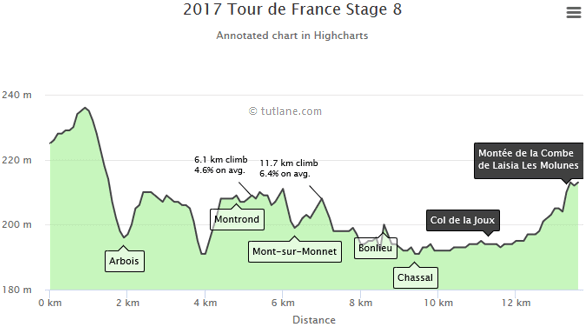 2017 Tour de France Stage 8
Annotated chart in Highcharts
240 m
© tutlane.com
220 m
200 m
180 m
6.1 km climb
4.6% on avg.
11.7 km climb
6.4% on avg.
Montée de la Combe
de Laisia Les Molunes
Montrond
Col de la Joux
Mont-sur-Monnet
Bonlieu
Arbois
Chassal
0 km
2 km
4 km
6 km
8 km
10 km
12 km
Distance